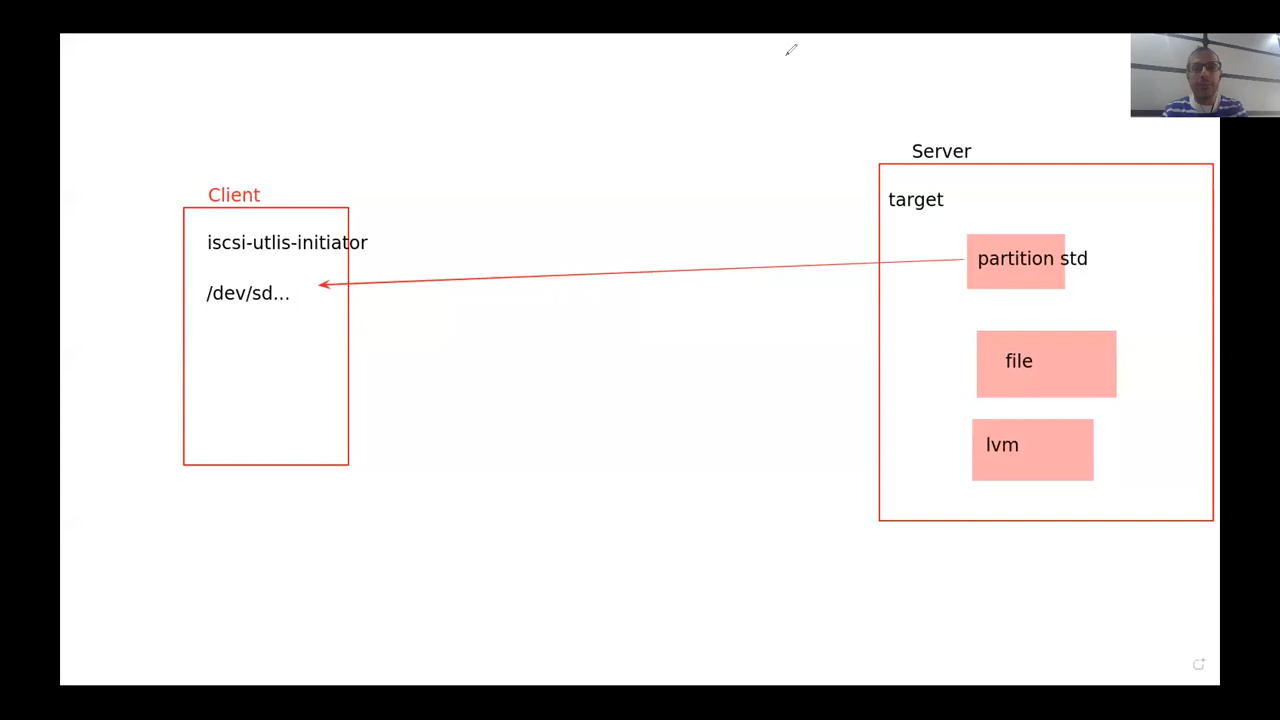 Server
Client
target
iscsi-utlis-initiator
partition std
/dev/sd...
file
lvm